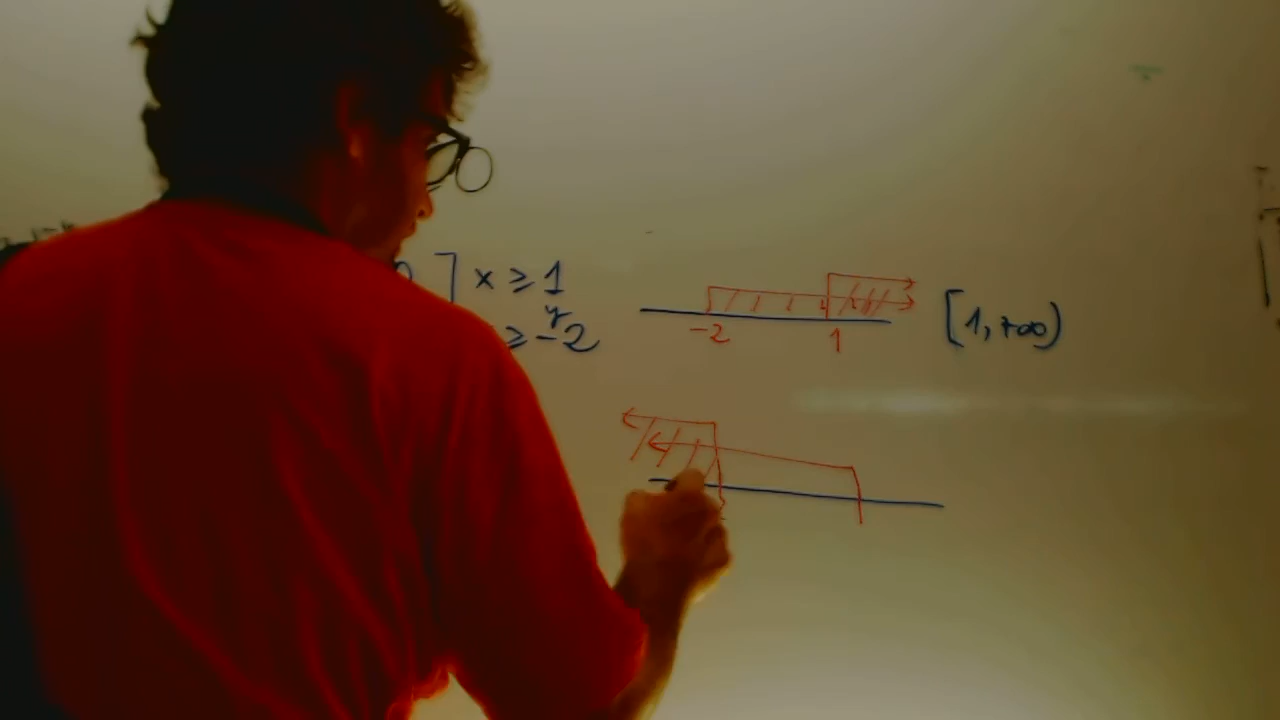 ] x ≥ 1
y
≥ -2
-2 1
[1, +∞)